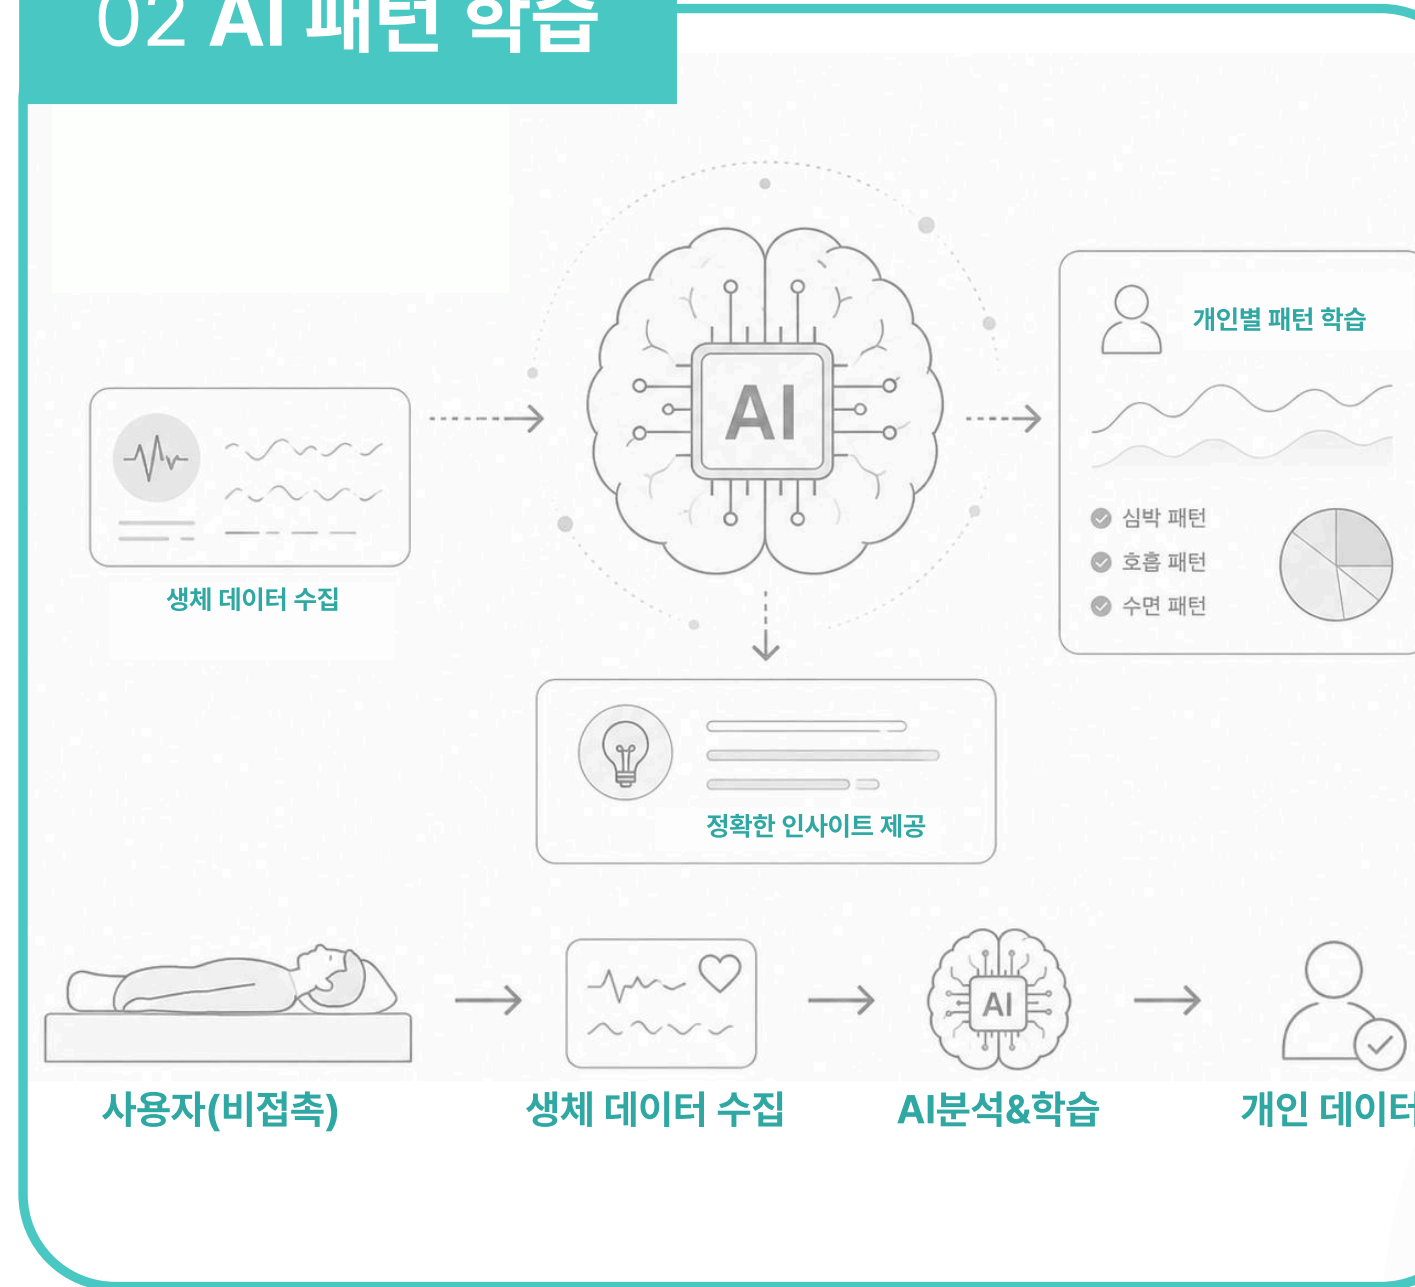 02 AI 패턴 학습
AI
개인별 패턴 학습
심박 패턴
호흡 패턴
수면 패턴
생체 데이터 수집
정확한 인사이트 제공
AI
사용자(비접촉)
생체 데이터 수집
AI분석&학습
개인 데이터